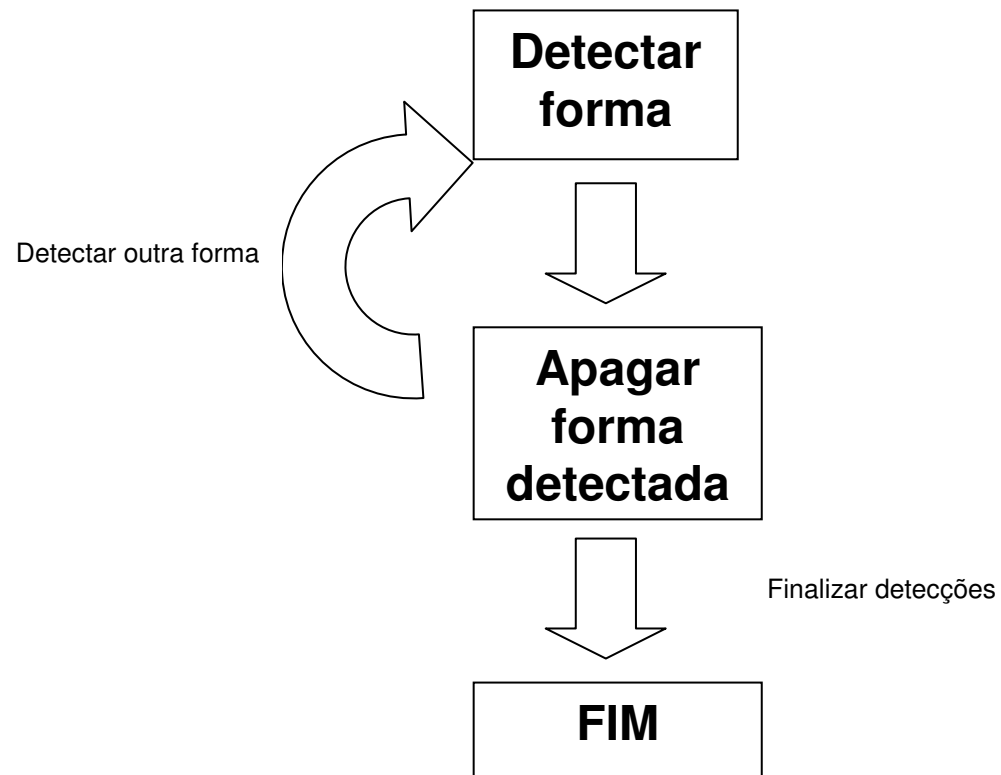 Detectar
forma
Detectar outra forma
Apagar
forma
detectada
Finalizar detecções
FIM